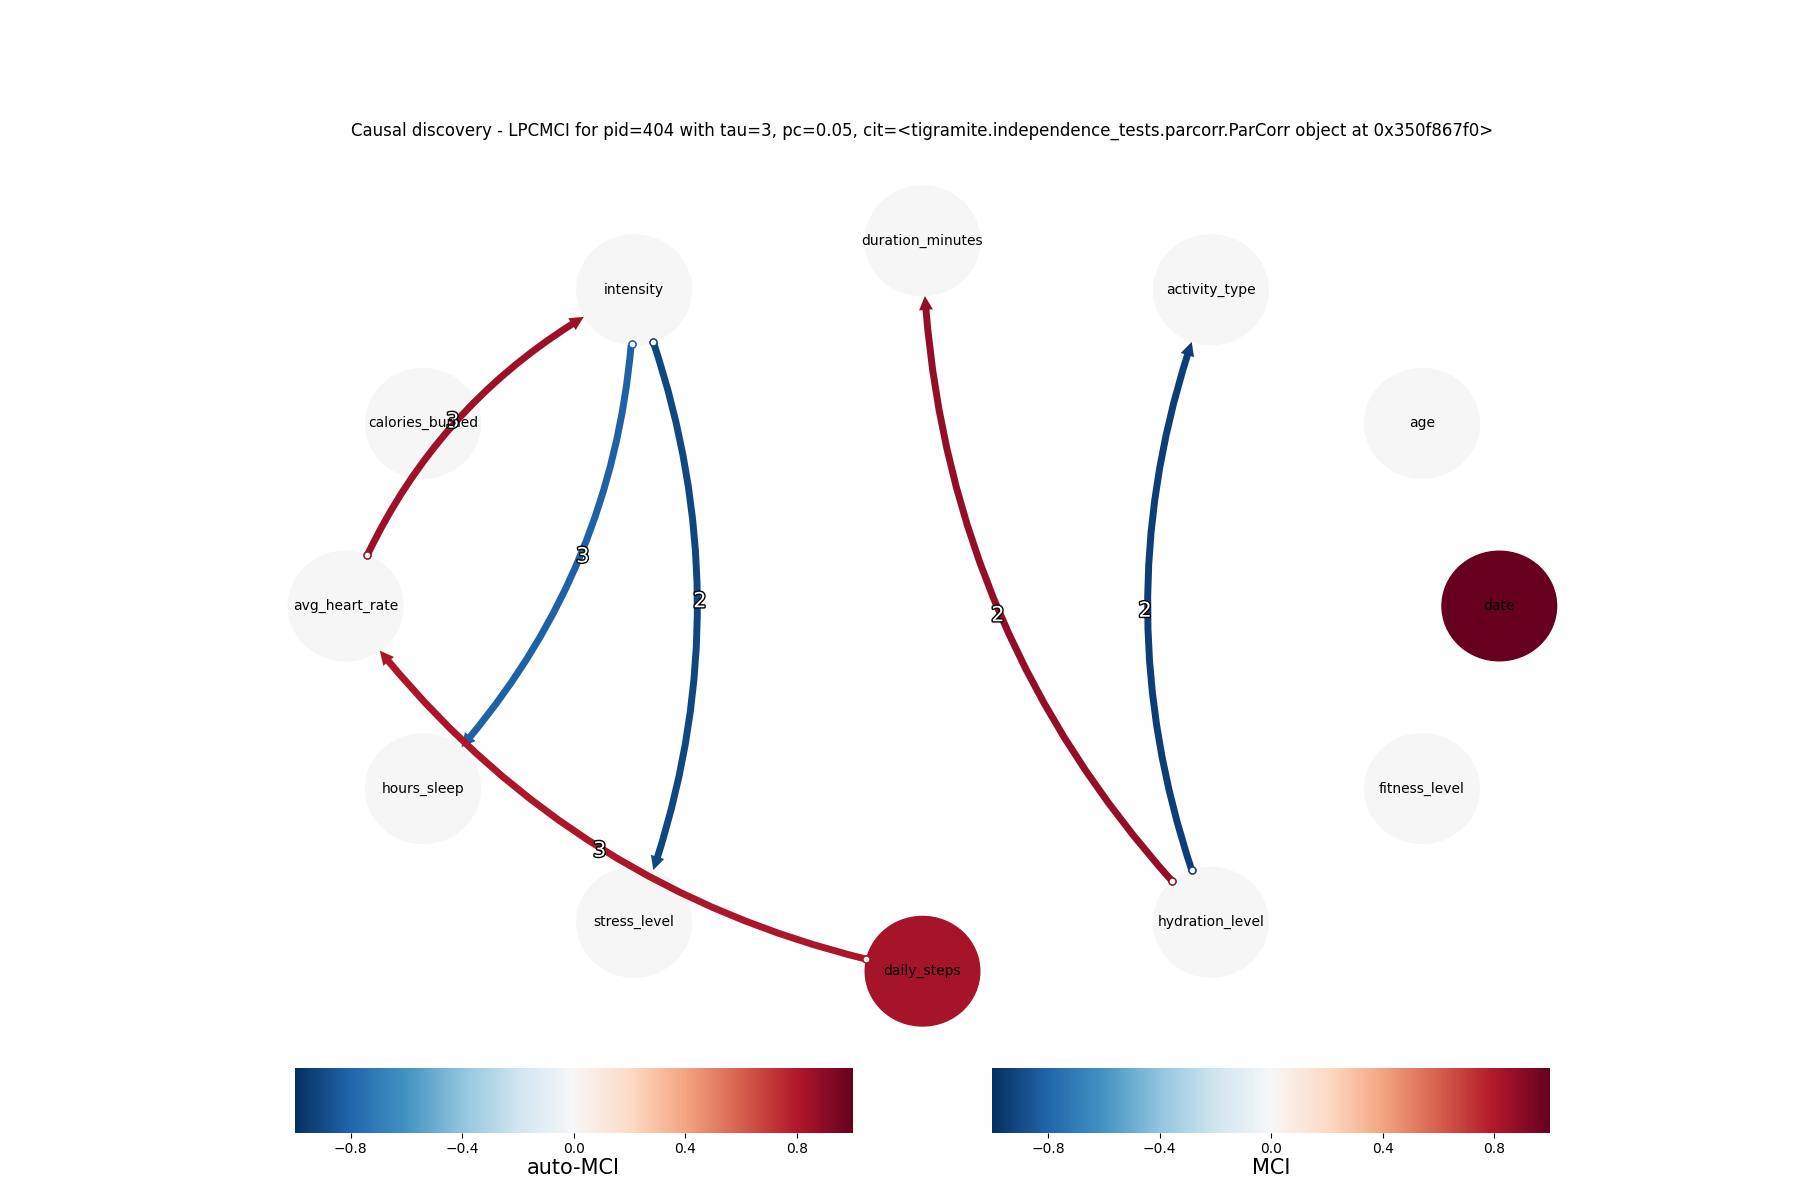 Causal discovery - LPCMCI for pid=404 with tau=3, pc=0.05, cit=<tigramite.independence_tests.parcorr.ParCorr object at 0x350f867f0>
duration_minutes
intensity
activity_type
3
calories_burned
age
3
2
2
2
avg_heart_rate
date
hours_sleep
fitness_level
3
stress_level
hydration_level
daily_steps
−0.8 −0.4 0.0 0.4 0.8
auto-MCI
−0.8 −0.4 0.0 0.4 0.8
MCI